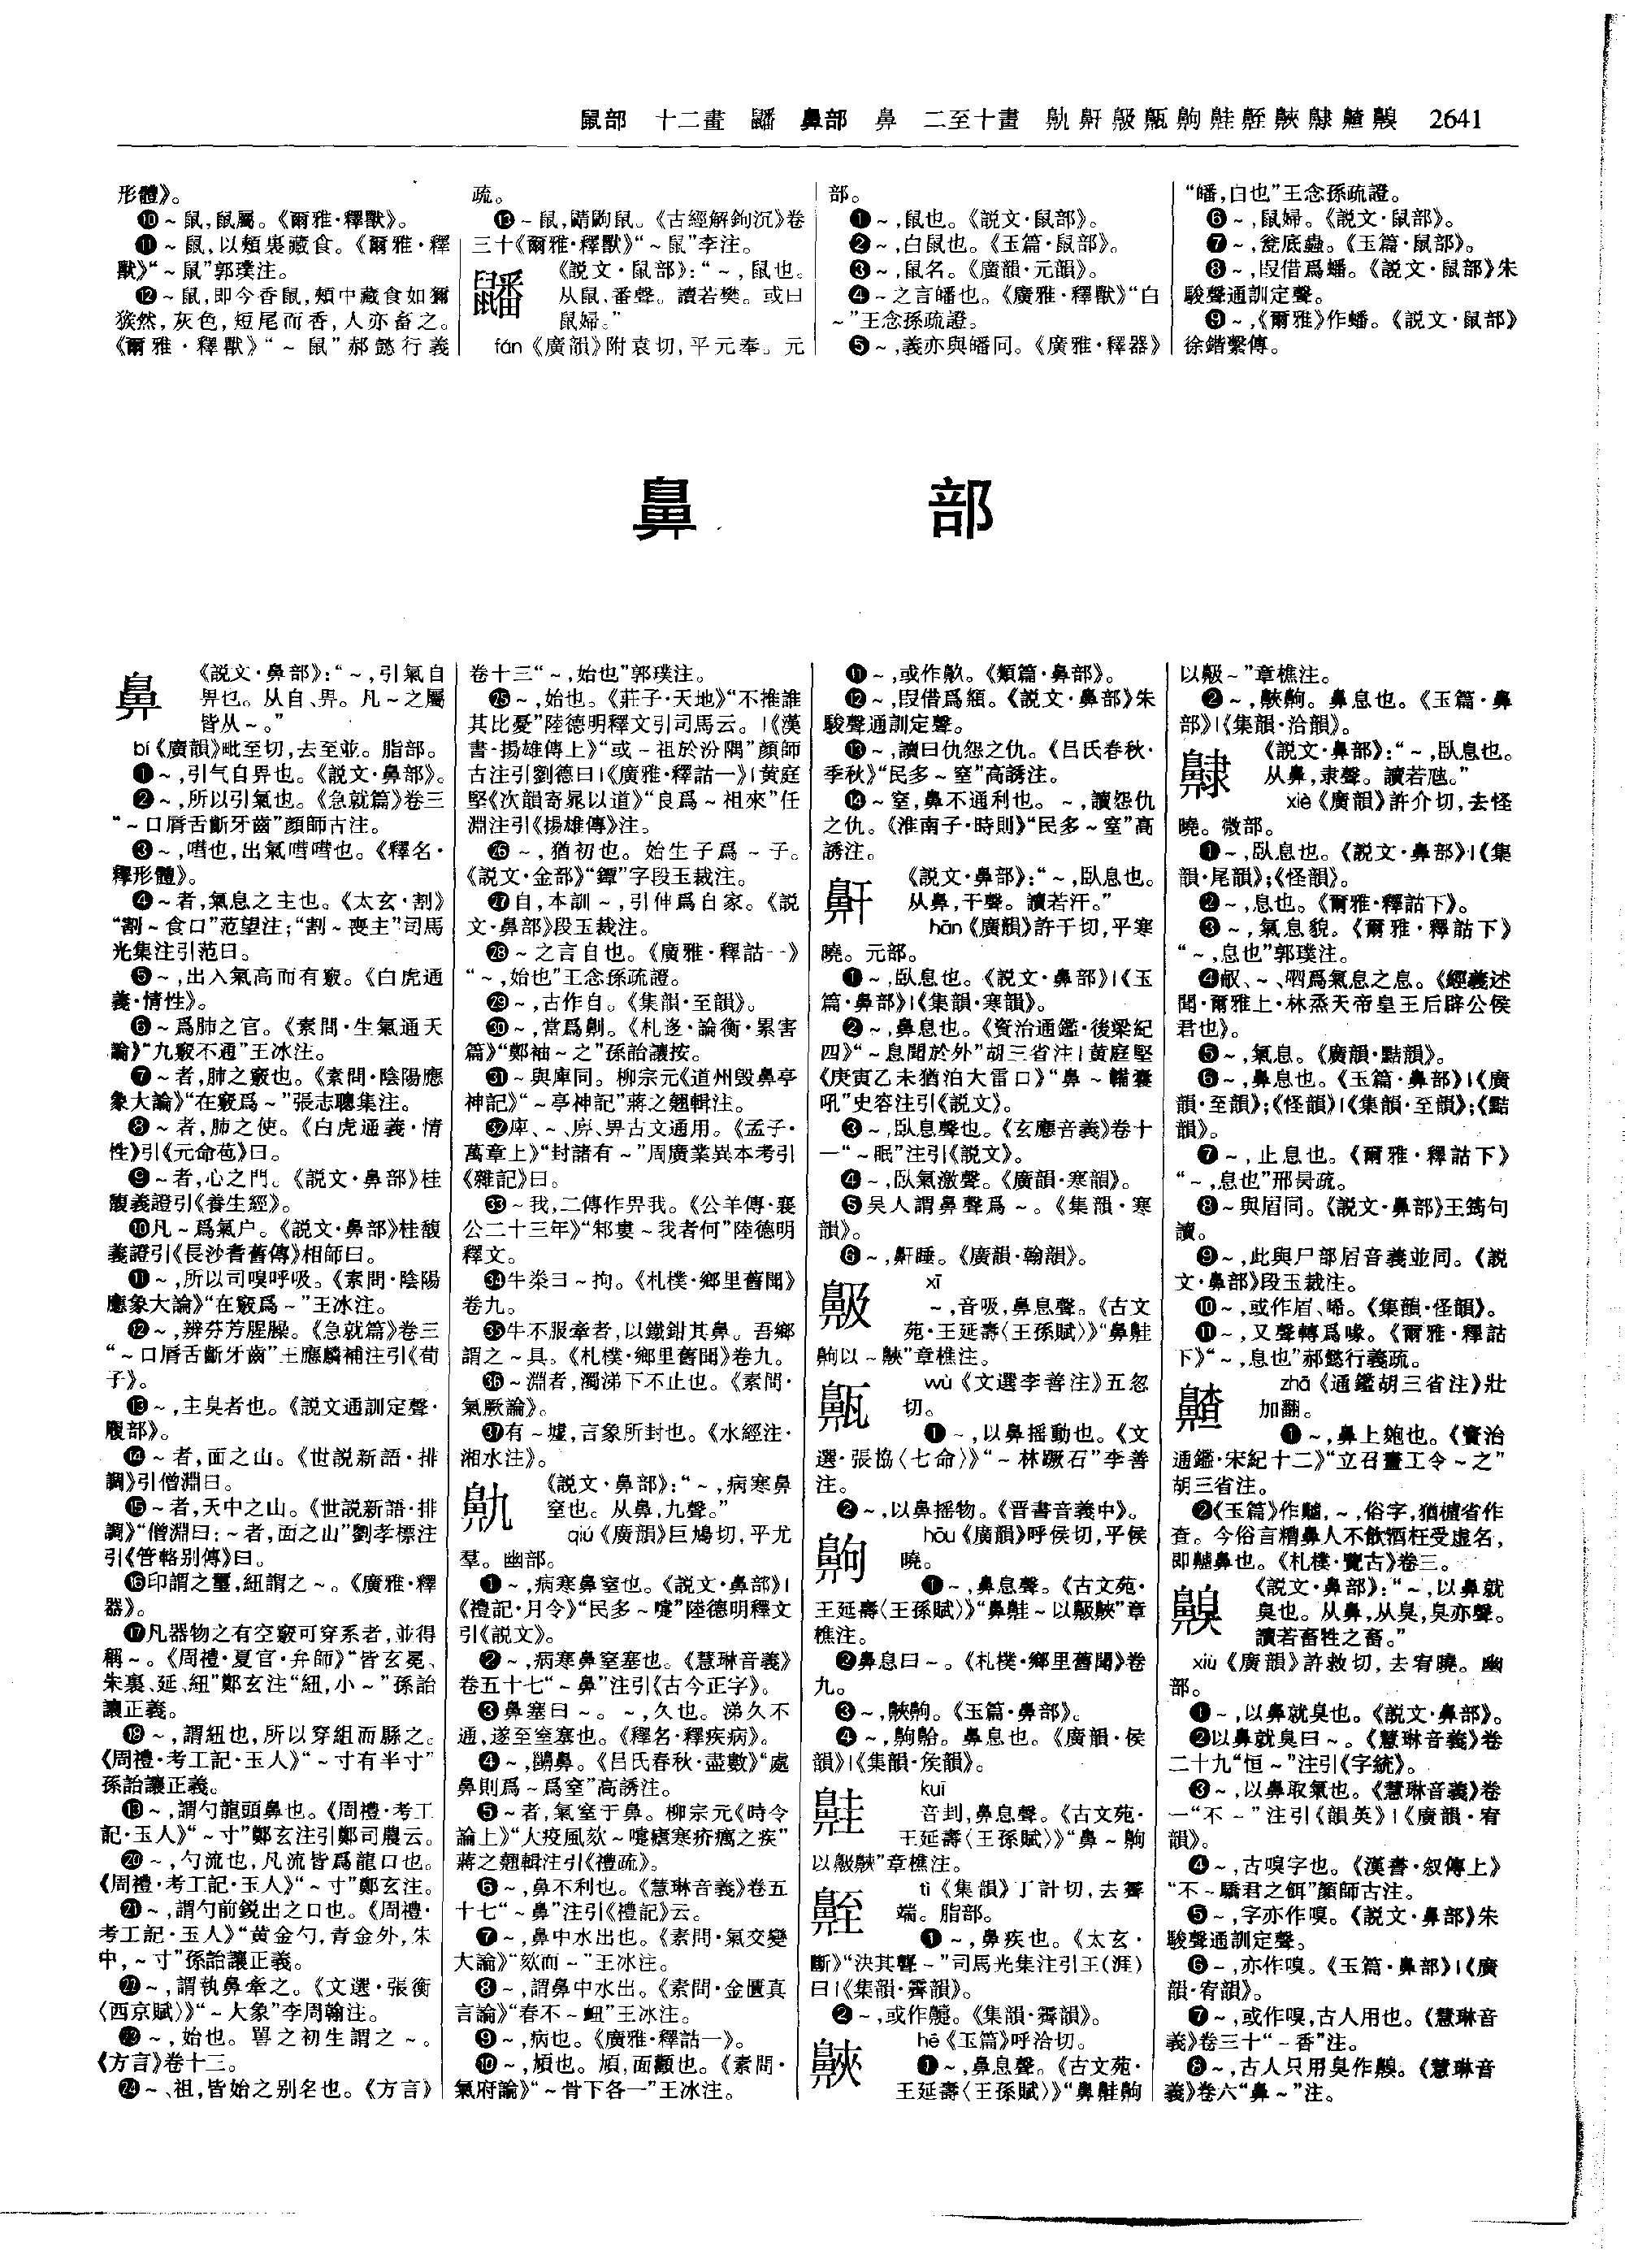 鼠部 十二畫 鼶 鼻部 鼻 二至十畫 鼽鼾 齁 2641
形體》。
❿~鼠,鼠屬。《爾雅·釋獸》。
⓫~鼠,以頰裏藏食。《爾雅·釋
獸》“~鼠”郭璞注。
⓬~鼠,即今香鼠,頰中藏食如獼
猴然,灰色,短尾而香,人亦畜之。
《爾雅·釋獸》“~鼠”郝懿行義
疏。
⓭~鼠,鼱鼩鼠。《古經解鉤沉》卷
三十《爾雅·釋獸》“~鼠”李注。
《説文·鼠部》:“~,鼠也。
从鼠、番聲。讀若樊。或曰
鼠婦。”
fán《廣韻》附袁切,平元奉。元
部。
❶~,鼠也。《説文·鼠部》。
❷~,白鼠也。《玉篇·鼠部》。
❸~,鼠名。《廣韻·元韻》。
❹~之言皤也。《廣雅·釋獸》“白
~”王念孫疏證。
❺~,義亦與皤同。《廣雅·釋器》
“皤,白也”王念孫疏證。
❻~,鼠婦。《説文·鼠部》。
❼~,瓮底蟲。《玉篇·鼠部》。
❽~,叚借爲蟠。《説文·鼠部》朱
駿聲通訓定聲。
❾~,《爾雅》作蟠。《説文·鼠部》
徐鍇繫傳。
鼻部
鼻
《説文·鼻部》:“~,引氣自
畀也。从自、畀。凡~之屬
皆从~。”
bí《廣韻》毗至切,去至並。脂部。
❶~,引气自畀也。《説文·鼻部》。
❷~,所以引氣也。《急就篇》卷三
“~口脣舌齗牙齒”顔師古注。
❸~,嘒也,出氣嘒嘒也。《釋名·
釋形體》。
❹~者,氣息之主也。《太玄·割》
“割~食口”范望注;“割~喪主”司馬
光集注引范曰。
❺~,出入氣高而有竅。《白虎通
義·情性》。
❻~爲肺之官。《素問·生氣通天
論》“九竅不通”王冰注。
❼~者,肺之竅也。《素問·陰陽應
象大論》“在竅爲~”張志聰集注。
❽~者,肺之使。《白虎通義·情
性》引《元命苞》曰。
❾~者,心之門。《説文·鼻部》桂
馥義證引《養生經》。
❿凡~爲氣户。《説文·鼻部》桂馥
義證引《長沙耆舊傳》相師曰。
⓫~,所以司嗅呼吸。《素問·陰陽
應象大論》“在竅爲~”王冰注。
⓬~,辨芬芳腥臊。《急就篇》卷三
“~口脣舌齗牙齒”王應麟補注引《荀
子》。
⓭~,主臭者也。《説文通訓定聲·
履部》。
⓮~者,面之山。《世説新語·排
調》引僧淵曰。
⓯~者,天中之山。《世説新語·排
調》“僧淵曰:~者,面之山”劉孝標注
引《管輅别傳》曰。
⓰印謂之璽,紐謂之~。《廣雅·釋
器》。
⓱凡器物之有空竅可穿系者,並得
稱~。《周禮·夏官·弁師》“皆玄冕、
朱裏、延、紐”鄭玄注“紐,小~”孫詒
讓正義。
⓲~,謂紐也,所以穿組而縣之。
《周禮·考工記·玉人》“~寸有半寸”
孫詒讓正義。
⓳~,謂勺龍頭鼻也。《周禮·考工
記·玉人》“~寸”鄭玄注引鄭司農云。
⓴~,勺流也,凡流皆爲龍口也。
《周禮·考工記·玉人》“~寸”鄭玄注。
㉑~,謂勺前鋭出之口也。《周禮·
考工記·玉人》“黄金勺,青金外,朱
中,~寸”孫詒讓正義。
㉒~,謂執鼻牽之。《文選·張衡
〈西京賦〉》“~大象”李周翰注。
㉓~,始也。嘼之初生謂之~。
《方言》卷十三。
㉔~、祖,皆始之别名也。《方言》
卷十三“~,始也”郭璞注。
㉕~,始也。《莊子·天地》“不推誰
其比憂”陸德明釋文引司馬云。|《漢
書·揚雄傳上》“或~祖於汾隅”顔師
古注引劉德曰|《廣雅·釋詁一》|黄庭
堅《次韻寄晁以道》“良爲~祖來”任
淵注引《揚雄傳》注。
㉖~,猶初也。始生子爲~子。
《説文·金部》“鐔”字段玉裁注。
㉗自,本訓~,引伸爲自家。《説
文·鼻部》段玉裁注。
㉘~之言自也。《廣雅·釋詁一》
“~,始也”王念孫疏證。
㉙~,古作自。《集韻·至韻》。
㉚~,當爲劓。《札迻·論衡·累害
篇》“鄭袖~之”孫詒讓按。
㉛~與庳同。柳宗元《道州毁鼻亭
神記》“~亭神記”蔣之翹輯注。
㉜庳、~、庌、畀古文通用。《孟子·
萬章上》“封諸有~”周廣業異本考引
《雜記》曰。
㉝~我,二傳作畀我。《公羊傳·襄
公二十三年》“邾婁~我者何”陸德明
釋文。
㉞牛桊曰~拘。《札樸·鄉里舊聞》
卷九。
㉟牛不服牽者,以鐵鉗其鼻。吾鄉
謂之~具。《札樸·鄉里舊聞》卷九。
㊱~淵者,濁涕下不止也。《素問·
氣厥論》。
㊲有~墟,言象所封也。《水經注·
湘水注》。
鼽
《説文·鼻部》:“~,病寒鼻
窒也。从鼻,九聲。”
qiú《廣韻》巨鳩切,平尤
羣。幽部。
❶~,病寒鼻窒也。《説文·鼻部》|
《禮記·月令》“民多~嚏”陸德明釋文
引《説文》。
❷~,病寒鼻窒塞也。《慧琳音義》
卷五十七“~鼻”注引《古今正字》。
❸鼻塞曰~。~,久也。涕久不
通,遂至窒塞也。《釋名·釋疾病》。
❹~,齆鼻。《吕氏春秋·盡數》“處
鼻則爲~爲窒”高誘注。
❺~者,氣窒于鼻。柳宗元《時令
論上》“大疫風欬~嚏瘧寒疥癘之疾”
蔣之翹輯注引《禮疏》。
❻~,鼻不利也。《慧琳音義》卷五
十七“~鼻”注引《禮記》云。
❼~,鼻中水出也。《素問·氣交變
大論》“欬而~”王冰注。
❽~,謂鼻中水出。《素問·金匱真
言論》“春不~衄”王冰注。
❾~,病也。《廣雅·釋詁一》。
❿~,頄也。頄,面顴也。《素問·
氣府論》“~骨下各一”王冰注。
⓫~,或作鼼。《類篇·鼻部》。
⓬~,叚借爲頯。《説文·鼻部》朱
駿聲通訓定聲。
⓭~,讀曰仇怨之仇。《吕氏春秋·
季秋》“民多~窒”高誘注。
⓮~窒,鼻不通利也。~,讀怨仇
之仇。《淮南子·時則》“民多~窒”高
誘注。
鼾
《説文·鼻部》:“~,臥息也。
从鼻,干聲。讀若汗。”
hān《廣韻》許干切,平寒
曉。元部。
❶~,臥息也。《説文·鼻部》|《玉
篇·鼻部》|《集韻·寒韻》。
❷~,鼻息也。《資治通鑑·後梁紀
四》“~息聞於外”胡三省注|黄庭堅
《庚寅乙未猶泊大雷口》“鼻~鞴囊
吼”史容注引《説文》。
❸~,臥息聲也。《玄應音義》卷十
一“~眠”注引《説文》。
❹~,臥氣激聲。《廣韻·寒韻》。
❺吴人謂鼻聲爲~。《集韻·寒
韻》。
❻~,鼾睡。《廣韻·翰韻》。
xī
~,音吸,鼻息聲。《古文
苑·王延壽〈王孫賦〉》“鼻䶐
齁以~䶎”章樵注。
wù《文選李善注》五忽
切。
❶~,以鼻摇動也。《文
選·張協〈七命〉》“~林蹶石”李善
注。
❷~,以鼻摇物。《晋書音義中》。
齁
hōu《廣韻》呼侯切,平侯
曉。
❶~,鼻息聲。《古文苑·
王延壽〈王孫賦〉》“鼻䶐~以䶋䶎”章
樵注。
❷鼻息曰~。《札樸·鄉里舊聞》卷
九。
❸~,䶎齁。《玉篇·鼻部》。
❹~,齁鼾。鼻息也。《廣韻·侯
韻》|《集韻·矦韻》。
kuī
音刲,鼻息聲。《古文苑·
王延壽〈王孫賦〉》“鼻~齁
以䶋䶎”章樵注。
tì《集韻》丁計切,去霽
端。脂部。
❶~,鼻疾也。《太玄·
斷》“決其聾~”司馬光集注引王(涯)
曰|《集韻·霽韻》。
❷~,或作嚏。《集韻·霽韻》。
hē《玉篇》呼洽切。
❶~,鼻息聲。《古文苑·
王延壽〈王孫賦〉》“鼻䶐齁
以䶋~”章樵注。
❷~,䶎齁。鼻息也。《玉篇·鼻
部》|《集韻·洽韻》。
《説文·鼻部》:“~,臥息也。
从鼻,隶聲。讀若虺。”
xiè《廣韻》許介切,去怪
曉。微部。
❶~,臥息也。《説文·鼻部》|《集
韻·尾韻》;《怪韻》。
❷~,息也。《爾雅·釋詁下》。
❸~,氣息貌。《爾雅·釋詁下》
“~,息也”郭璞注。
❹㕡、~、呬爲氣息之息。《經義述
聞·爾雅上·林烝天帝皇王后辟公侯
君也》。
❺~,氣息。《廣韻·黠韻》。
❻~,鼻息也。《玉篇·鼻部》|《廣
韻·至韻》;《怪韻》|《集韻·至韻》;《黠
韻》。
❼~,止息也。《爾雅·釋詁下》
“~,息也”邢昺疏。
❽~與眉同。《説文·鼻部》王筠句
讀。
❾~,此與尸部㞒音義並同。《説
文·鼻部》段玉裁注。
❿~,或作㞒、唏。《集韻·怪韻》。
⓫~,又聲轉爲喙。《爾雅·釋詁
下》“~,息也”郝懿行義疏。
zhā《通鑑胡三省注》壯
加翻。
❶~,鼻上皰也。《資治
通鑑·宋紀十二》“立召畫工令~之”
胡三省注。
❷《玉篇》作齇,~,俗字,猶樝省作
查。今俗言糟鼻人不飲酒枉受虚名,
即齇鼻也。《札樸·覽古》卷三。
齅
《説文·鼻部》:“~,以鼻就
臭也。从鼻,从臭,臭亦聲。
讀若畜牲之畜。”
xiù《廣韻》許救切,去宥曉。幽
部。
❶~,以鼻就臭也。《説文·鼻部》。
❷以鼻就臭曰~。《慧琳音義》卷
二十九“恒~”注引《字統》。
❸~,以鼻取氣也。《慧琳音義》卷
一“不~”注引《韻英》|《廣韻·宥
韻》。
❹~,古嗅字也。《漢書·叙傳上》
“不~驕君之餌”顔師古注。
❺~,字亦作嗅。《説文·鼻部》朱
駿聲通訓定聲。
❻~,亦作嗅。《玉篇·鼻部》|《廣
韻·宥韻》。
❼~,或作嗅,古人用也。《慧琳音
義》卷三十“~香”注。
❽~,古人只用臭作齅。《慧琳音
義》卷六“鼻~”注。